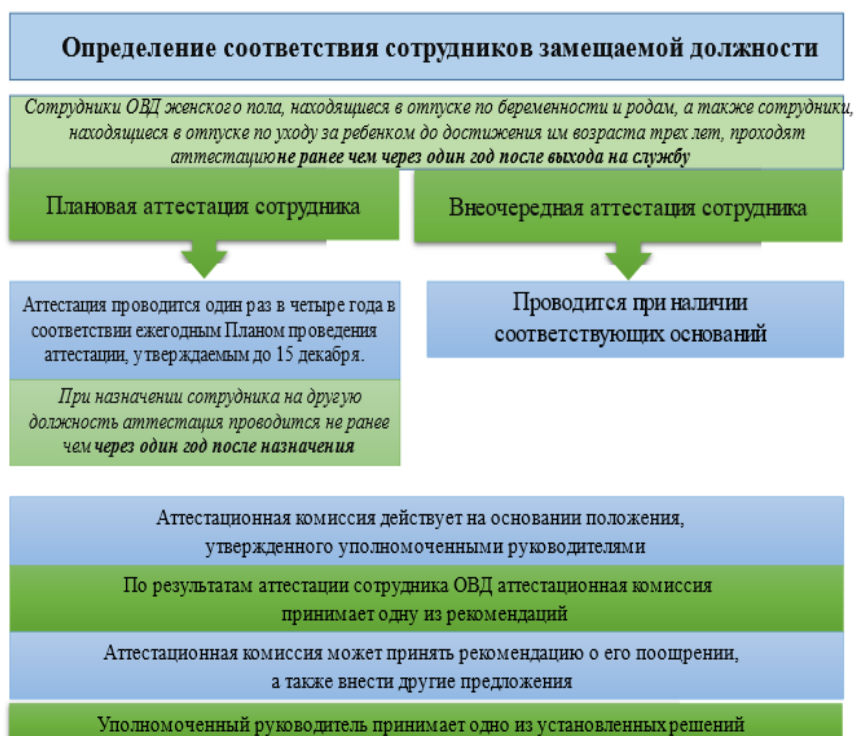 Определение соответствия сотрудников замещаемой должности
Сотрудники ОВД женского пола, находящиеся в отпуске по беременности и родам, а также сотрудники,
находящиеся в отпуске по уходу за ребенком до достижения им возраста трех лет, проходят
аттестацию не ранее чем через один год после выхода на службу
Плановая аттестация сотрудника
Внеочередная аттестация сотрудника
Аттестация проводится один раз в четыре года в
соответствии ежегодным Планом проведения
аттестации, утверждаемым до 15 декабря.
При назначении сотрудника на другую
должность аттестация проводится не ранее
чем через один год после назначения
Проводится при наличии
соответствующих оснований
Аттестационная комиссия действует на основании положения,
утвержденного уполномоченными руководителями
По результатам аттестации сотрудника ОВД аттестационная комиссия
принимает одну из рекомендаций
Аттестационная комиссия может принять рекомендацию о его поощрении,
а также внести другие предложения
Уполномоченный руководитель принимает одно из установленных решений